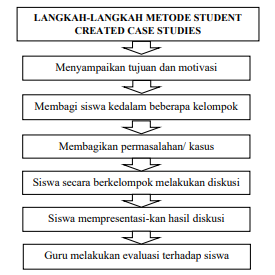 LANGKAH-LANGKAH METODE STUDENT
CREATED CASE STUDIES
Menyampaikan tujuan dan motivasi
Membagi siswa kedalam beberapa kelompok
Membagikan permasalahan/ kasus
Siswa secara berkelompok melakukan diskusi
Siswa mempresentasi-kan hasil diskusi
Guru melakukan evaluasi terhadap siswa